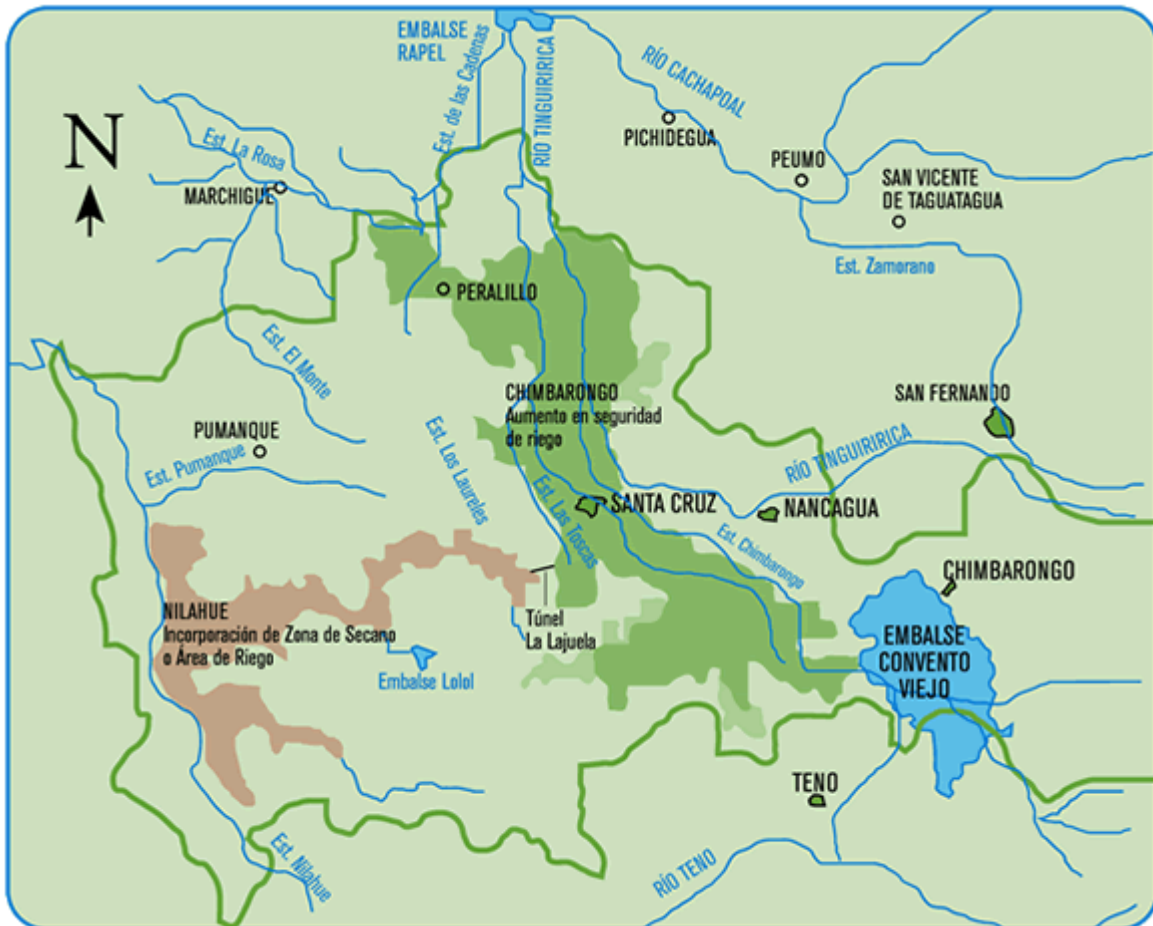 EMBALSE
RAPEL
Est. de las Cadenas
RÍO TINGUIRIRICA
RÍO CACHAPOAL
N
Est. La Rosa
PICHIDEGUA
PEUMO
SAN VICENTE
DE TAGUATAGUA
MARCHIGUE
Est. Zamorano
PERALILLO
Est. El Monte
CHIMBARONGO
Aumento en seguridad
de riego
SAN FERNANDO
PUMANQUE
Est. Pumanque
Est. Los Laureles
RÍO TINGUIRIRICA
Est. Las Toscas
SANTA CRUZ
NANCAGUA
Est. Chimbarongo
CHIMBARONGO
NILAHUE
Incorporación de Zona de Secano
o Área de Riego
Túnel
La Lajuela
EMBALSE
CONVENTO
VIEJO
Embalse Lolol
TENO
Est. Nilahue
RÍO TENO